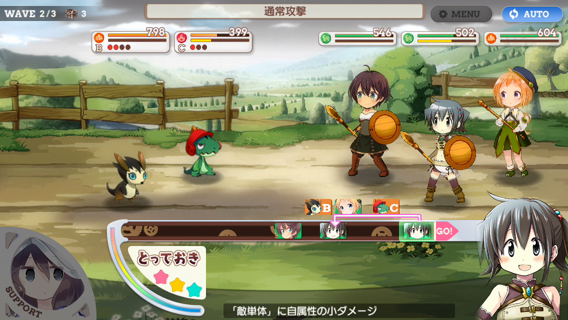 WAVE 2/3 3
通常攻撃
MENU
AUTO
798
B
399
C
546
502
604
B
C
GO!
とっておき
SUPPORT
「敵単体」に自属性の小ダメージ